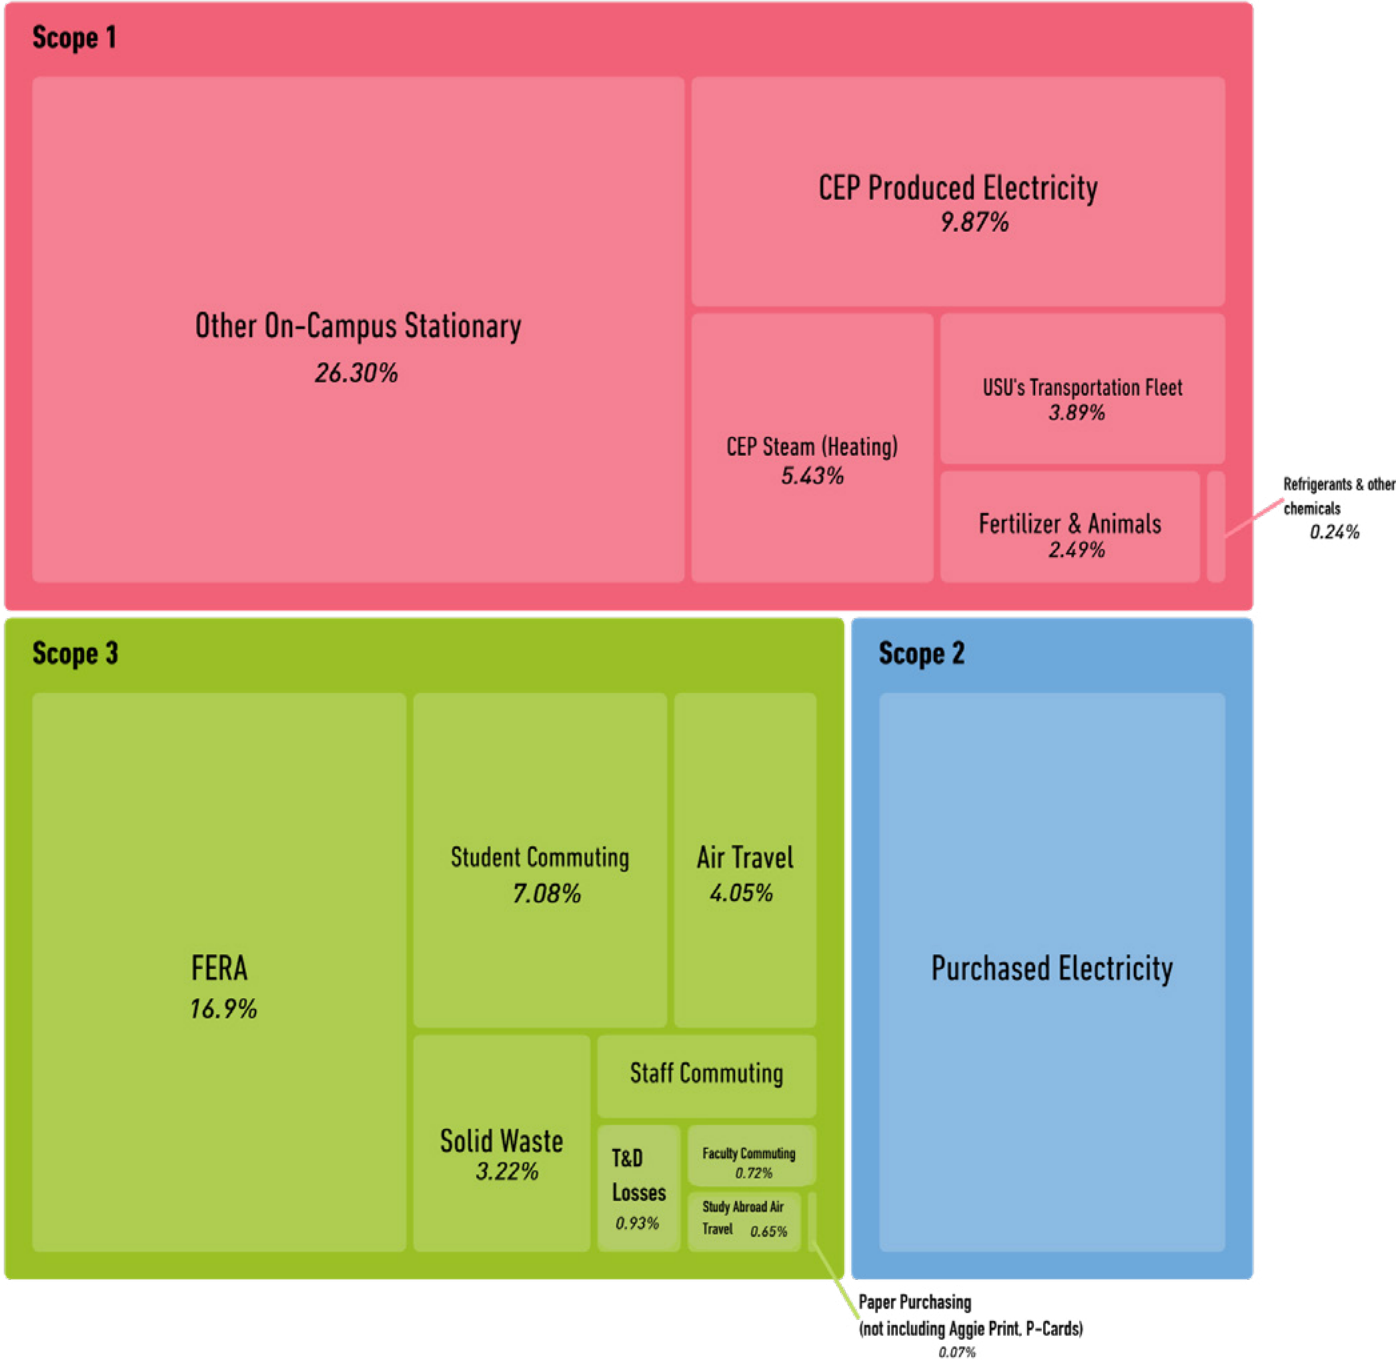 Scope 1
Other On-Campus Stationary
26.30%
CEP Produced Electricity
9.87%
CEP Steam (Heating)
5.43%
USU's Transportation Fleet
3.89%
Fertilizer & Animals
2.49%
Refrigerants & other
chemicals
0.24%
Scope 3
FERA
16.9%
Student Commuting
7.08%
Air Travel
4.05%
Solid Waste
3.22%
Staff Commuting
T&D
Losses
0.93%
Faculty Commuting
0.72%
Study Abroad Air
Travel 0.65%
Paper Purchasing
(not including Aggie Print, P-Cards)
0.07%
Scope 2
Purchased Electricity